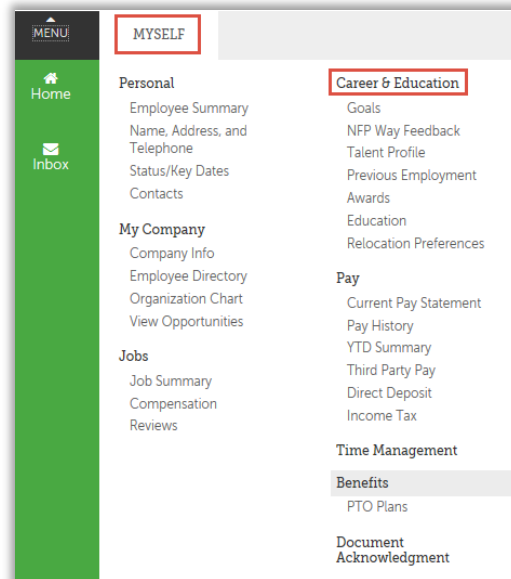 MENU
MYSELF
Home
Inbox
Personal
Employee Summary
Name, Address, and
Telephone
Status/Key Dates
Contacts
My Company
Company Info
Employee Directory
Organization Chart
View Opportunities
Jobs
Job Summary
Compensation
Reviews
Career & Education
Goals
NFP Way Feedback
Talent Profile
Previous Employment
Awards
Education
Relocation Preferences
Pay
Current Pay Statement
Pay History
YTD Summary
Third Party Pay
Direct Deposit
Income Tax
Time Management
Benefits
PTO Plans
Document
Acknowledgment